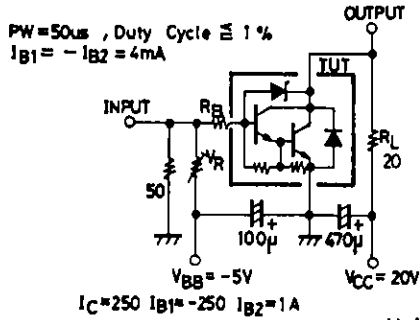 OUTPUT
PW=50us , Duty Cycle ≦ 1%
IB1= -IB2=4mA
T.U.T
INPUT
RB
RL
20
VR
50
100μ
+
470μ
+
VBB=-5V
VCC=20V
IC=250 IB1=-250 IB2=1A